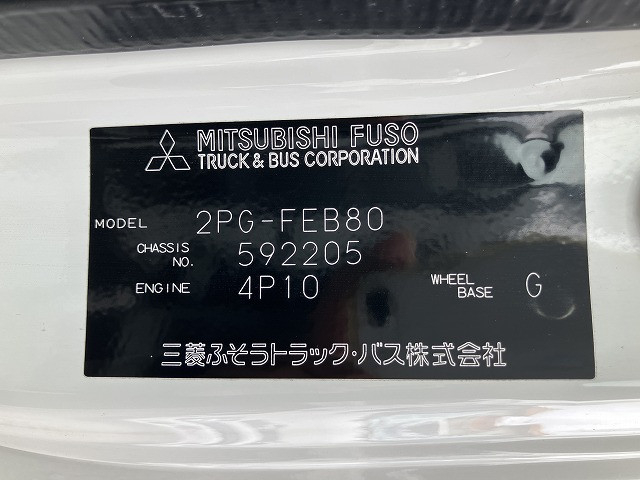 MITSUBISHI FUSO
TRUCK & BUS CORPORATION
MODEL 2PG-FEB80
CHASSIS NO. 592205
ENGINE 4P10 WHEEL BASE G
三菱ふそうトラック・バス株式会社